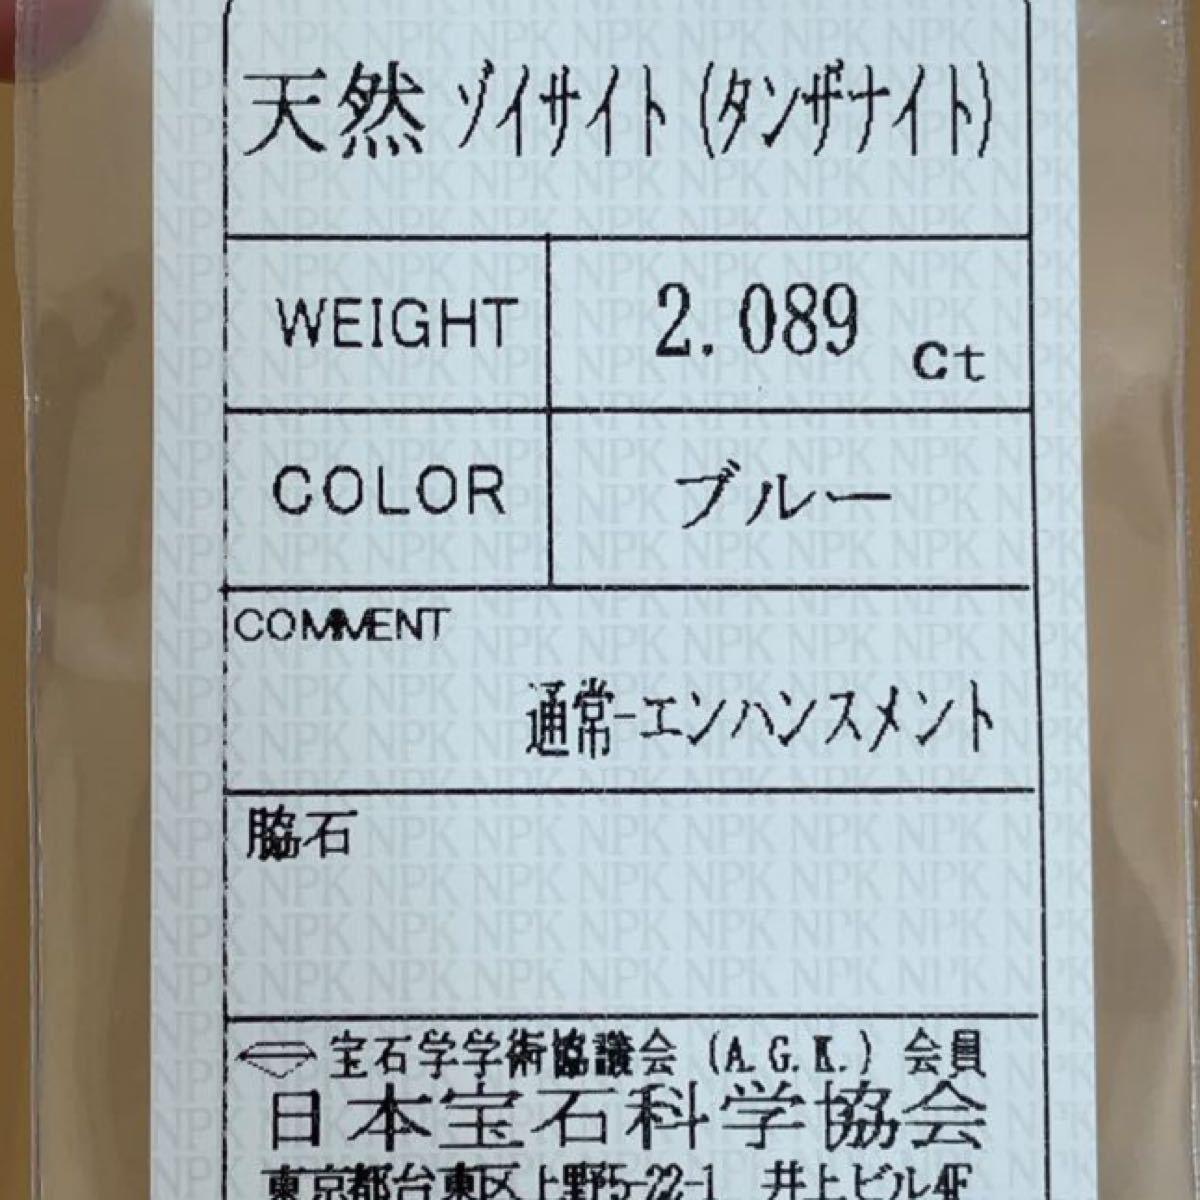 天然 ゾイサイト (タンザナイト)
WEIGHT 2.089 ct
COLOR ブルー
COMMENT
通常-エンハンスメント
脇石
宝石学学術協議会 (A.G.K.) 会員
日本宝石科学協会
東京都台東区上野5-22-1 井上ビル4F